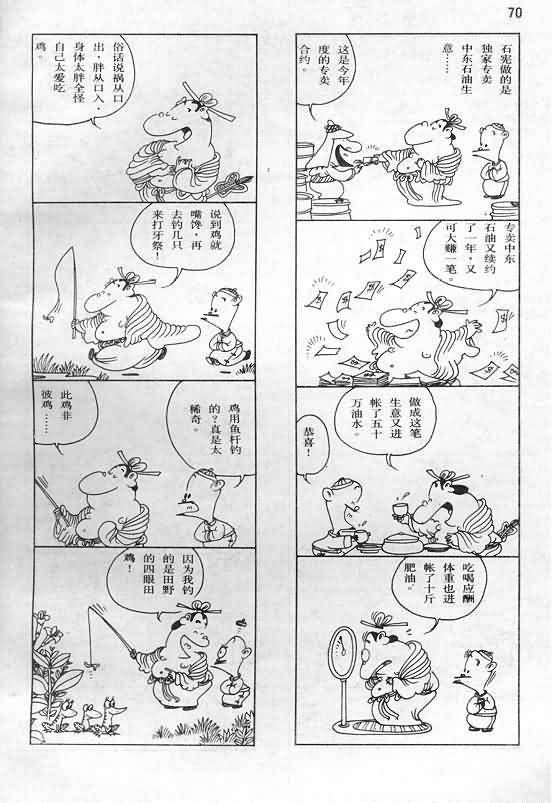 70
石宪做的是
独家专卖
中东石油生
意……
这是今年
度的专卖
合约。
专卖中东
石油又续约
了一年，又
可大赚一笔。
做成这笔
生意又进
帐了五十
万油水。
恭喜！
吃喝应酬
体重也进
帐了十斤
肥油。
俗话说祸从口
出，胖从口入，
身体太胖全怪
自己太爱吃
鸡。
说到鸡就
嘴馋，再
去钓几只
来打牙祭！
鸡用鱼杆钓
的？真是太
稀奇。
此鸡非
彼鸡……
因为我钓
的是田野
的四眼田
鸡！